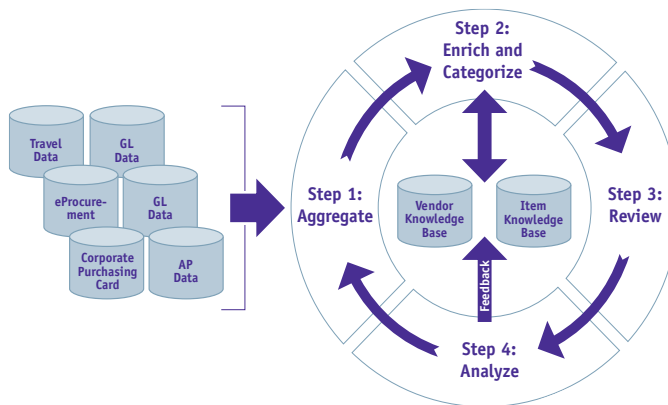 Travel
Data
GL
Data
eProcure-
ment
GL
Data
Corporate
Purchasing
Card
AP
Data
Step 1:
Aggregate
Step 2:
Enrich and
Categorize
Vendor
Knowledge
Base
Item
Knowledge
Base
Step 3:
Review
Feedback
Step 4:
Analyze